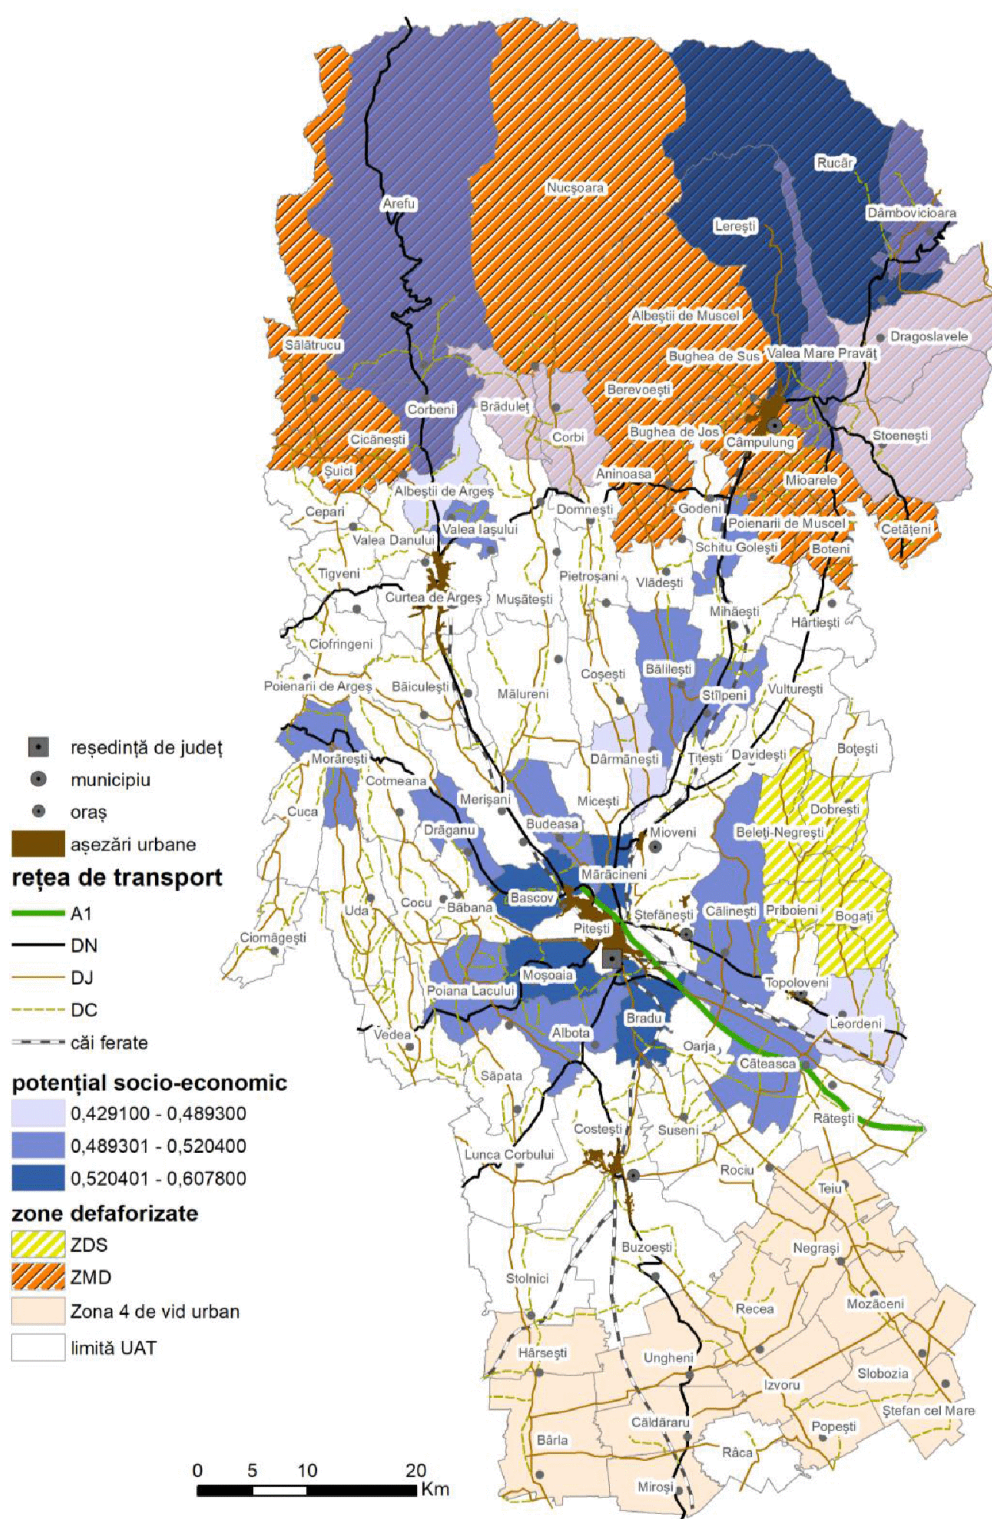 Rucăr
Nucșoara
Arefu
Dâmbovicioara
Lerești
Albeștii de Muscel
Dragoslavele
Sălătrucu
Bughea de Sus
Valea Mare Pravăț
Berevoești
Corbeni
Brăduleț
Corbi
Bughea de Jos
Câmpulung
Stoenești
Cicănești
Șuici
Aninoasa
Mioarele
Albeștii de Argeș
Cepari
Domnești
Godeni
Valea Iașului
Poienarii de Muscel
Cetățeni
Valea Danului
Schitu Golești
Boteni
Tigveni
Pietroșani
Vlădești
Curtea de Argeș
Mușătești
Mihăești
Hârtiești
Ciofringeni
Coșești
Bălilești
Poienarii de Argeș
Băiculești
Mălureni
Stîlpeni
Vulturești
Morărești
Dârmănești
Țițești
Davidești
Boțești
Cotmeana
Merișani
Micești
Cuca
Drăganu
Budeasa
Mioveni
Beleți-Negrești
Dobrești
Mărăcineni
Bascov
Uda
Cocu
Băbana
Ștefănești
Călinești
Priboieni
Bogați
Pitești
Ciomăgești
Moșoaia
Topoloveni
Poiana Lacului
Vedea
Albota
Bradu
Leordeni
Oarja
Căteasca
Săpata
Costești
Suseni
Rătești
Lunca Corbului
Rociu
Teiu
Buzoești
Negrași
Stolnici
Recea
Mozăceni
Hârsești
Ungheni
Izvoru
Slobozia
Ștefan cel Mare
Bârla
Căldăraru
Popești
Râca
Miroși
reședință de județ
municipiu
oraș
așezări urbane
rețea de transport
A1
DN
DJ
DC
căi ferate
potențial socio-economic
0,429100 - 0,489300
0,489301 - 0,520400
0,520401 - 0,607800
zone defaforizate
ZDS
ZMD
Zona 4 de vid urban
limită UAT
0 5 10 20
Km